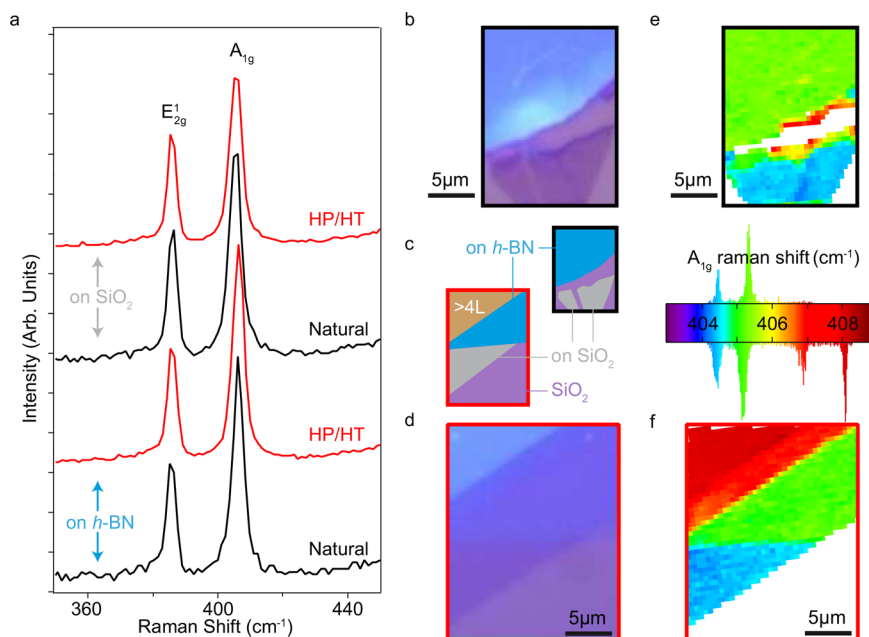 a
Intensity (Arb. Units)
E¹₂g
A₁g
HP/HT
on SiO₂
Natural
HP/HT
on h-BN
Natural
360
400
440
Raman Shift (cm⁻¹)
b
5µm
c
on h-BN
>4L
on SiO₂
SiO₂
d
5µm
e
5µm
A₁g raman shift (cm⁻¹)
404
406
408
f
5µm